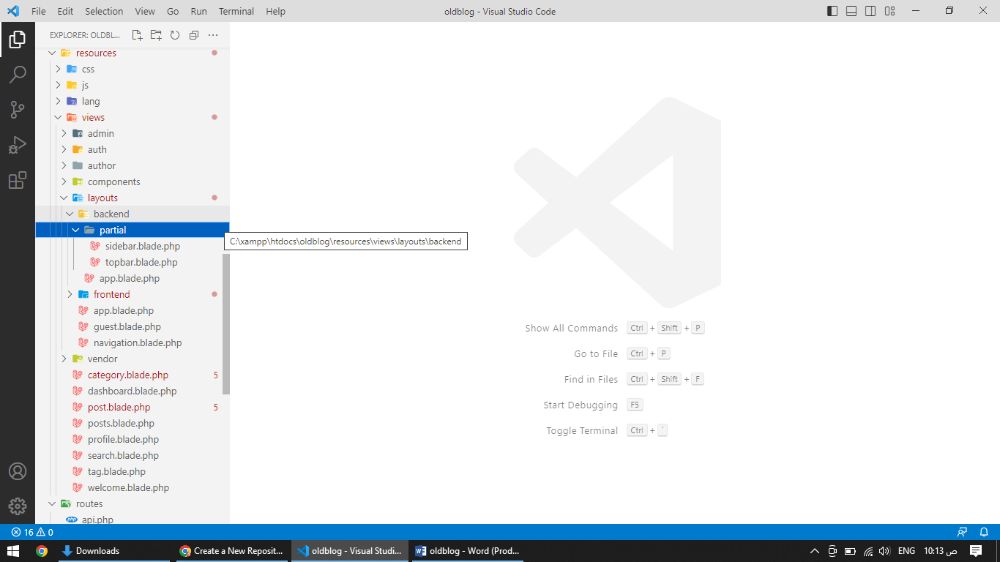 File Edit Selection View Go Run Terminal Help
oldblog - Visual Studio Code
EXPLORER: OLDBL...
resources
css
js
lang
views
admin
auth
author
components
layouts
backend
partial
C:\xampp\htdocs\oldblog\resources\views\layouts\backend
sidebar.blade.php
topbar.blade.php
app.blade.php
frontend
app.blade.php
guest.blade.php
navigation.blade.php
vendor
category.blade.php 5
dashboard.blade.php
post.blade.php 5
posts.blade.php
profile.blade.php
search.blade.php
tag.blade.php
welcome.blade.php
routes
php api.php
Show All Commands Ctrl + Shift + P
Go to File Ctrl + P
Find in Files Ctrl + Shift + F
Start Debugging F5
Toggle Terminal Ctrl + `
16 0
Downloads
Create a New Reposit...
oldblog - Visual Studi...
oldblog - Word (Prod...
ENG
10:13 ص